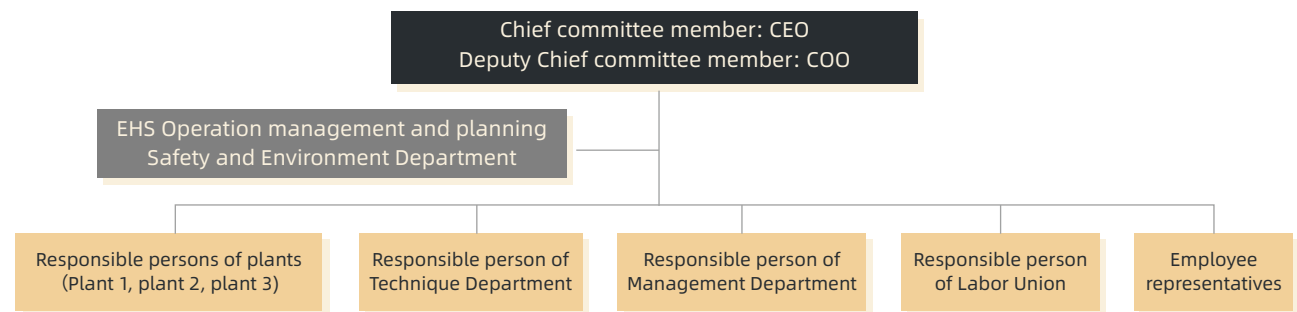 Chief committee member: CEO
Deputy Chief committee member: COO
EHS Operation management and planning
Safety and Environment Department
Responsible persons of plants
(Plant 1, plant 2, plant 3)
Responsible person of
Technique Department
Responsible person of
Management Department
Responsible person
of Labor Union
Employee
representatives